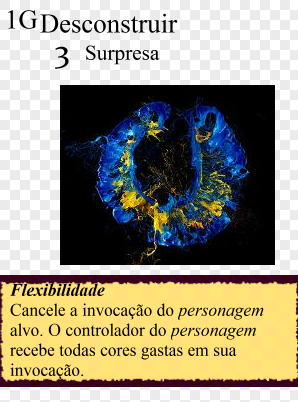 1G Desconstruir
3 Surpresa
Flexibilidade
Cancele a invocação do personagem
alvo. O controlador do personagem
recebe todas cores gastas em sua
invocação.